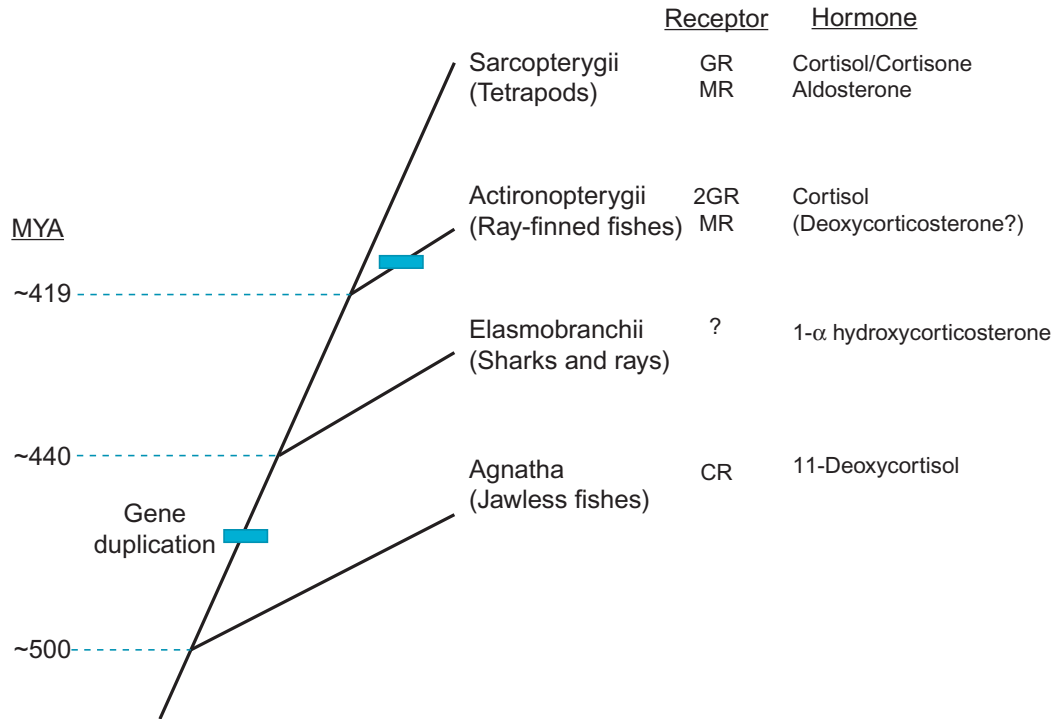 Receptor Hormone
Sarcopterygii GR Cortisol/Cortisone
(Tetrapods) MR Aldosterone
Actironopterygii 2GR Cortisol
(Ray-finned fishes) MR (Deoxycorticosterone?)
MYA
~419
Elasmobranchii ? 1-α hydroxycorticosterone
(Sharks and rays)
~440
Agnatha CR 11-Deoxycortisol
(Jawless fishes)
Gene
duplication
~500